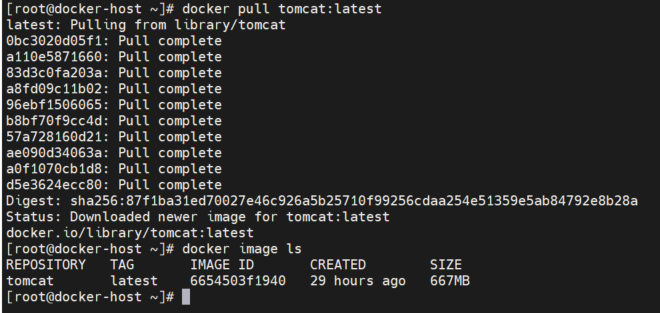 [root@docker-host ~]# docker pull tomcat:latest
latest: Pulling from library/tomcat
0bc3020d05f1: Pull complete
a110e5871660: Pull complete
83d3c0fa203a: Pull complete
a8fd09c11b02: Pull complete
96ebf1506065: Pull complete
b8bf70f9cc4d: Pull complete
57a728160d21: Pull complete
ae090d34063a: Pull complete
a0f1070cb1d8: Pull complete
d5e3624ecc80: Pull complete
Digest: sha256:87f1ba31ed70027e46c926a5b25710f99256cdaa254e51359e5ab84792e8b28a
Status: Downloaded newer image for tomcat:latest
docker.io/library/tomcat:latest
[root@docker-host ~]# docker image ls
REPOSITORY TAG IMAGE ID CREATED SIZE
tomcat latest 6654503f1940 29 hours ago 667MB
[root@docker-host ~]#